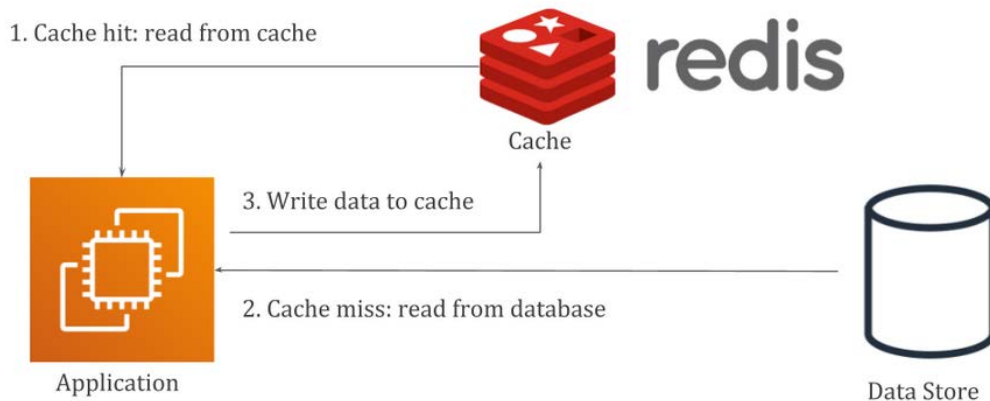 1. Cache hit: read from cache
redis
Cache
3. Write data to cache
2. Cache miss: read from database
Application
Data Store